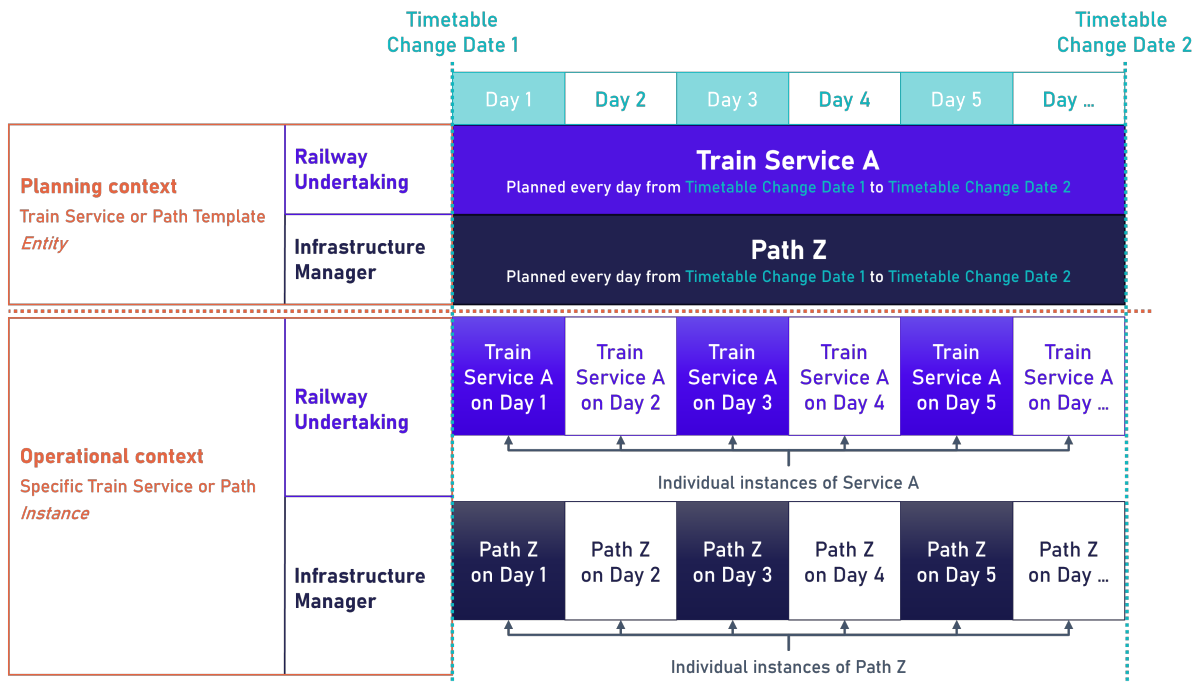 Timetable
Change Date 1
Timetable
Change Date 2
Day 1
Day 2
Day 3
Day 4
Day 5
Day ...
Planning context
Train Service or Path Template
Entity
Railway
Undertaking
Train Service A
Planned every day from Timetable Change Date 1 to Timetable Change Date 2
Infrastructure
Manager
Path Z
Planned every day from Timetable Change Date 1 to Timetable Change Date 2
Operational context
Specific Train Service or Path
Instance
Railway
Undertaking
Train
Service A
on Day 1
Train
Service A
on Day 2
Train
Service A
on Day 3
Train
Service A
on Day 4
Train
Service A
on Day 5
Train
Service A
on Day ...
Individual instances of Service A
Infrastructure
Manager
Path Z
on Day 1
Path Z
on Day 2
Path Z
on Day 3
Path Z
on Day 4
Path Z
on Day 5
Path Z
on Day ...
Individual instances of Path Z